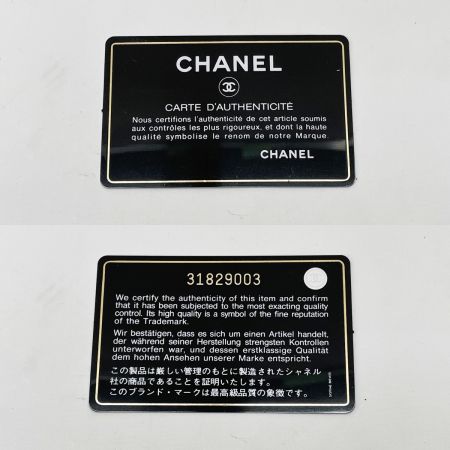 CHANEL
CARTE D'AUTHENTICITÉ
Nous certifions l'authenticité de cet article soumis
aux contrôles les plus rigoureux, et dont la haute
qualité symbolise le renom de notre Marque.
CHANEL
31829003
We certify the authenticity of this item and confirm
that it has been subjected to the most exacting quality
control. Its high quality is a symbol of the fine reputation
of the Trademark.
Wir bestätigen, dass es sich um einen Artikel handelt,
der während seiner Herstellung strengsten Kontrollen
unterworfen war, und dessen erstklassige Qualität
dem hohen Ansehen unserer Marke entspricht.
この製品は厳しい管理のもとに製造されたシャネル
社の商品であることを証明いたします。
このブランド・マークは最高級品質の象徴です。